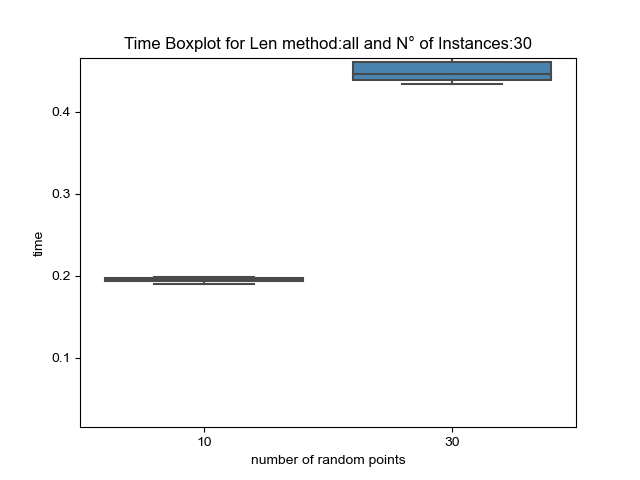 Time Boxplot for Len method:all and N° of Instances:30
0.4
0.3
0.2
0.1
time
10 30
number of random points